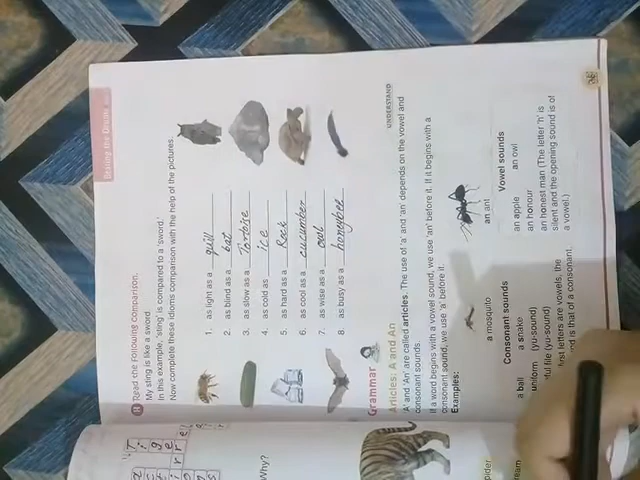 Read the following comparison.
My sting is like a sword
In this example, 'sting' is compared to a 'sword.'
Now complete these idioms comparison with the help of the pictures.
1. as light as a quill
2. as blind as a bat
3. as slow as a Tortoise
4. as cold as ice
5. as hard as a Rock
6. as cool as a cucumber
7. as wise as a owl
8. as busy as a honeybee
Grammar
UNDERSTAND
Articles: A and An
'A' and 'An' are called articles. The use of 'a' and 'an' depends on the vowel and
consonant sounds.
If a word begins with a vowel sound, we use 'an' before it. If it begins with a
consonant sound, we use 'a' before it.
Examples:
a mosquito
an ant
Consonant sounds
a ball a snake
uniform (yu-sound)
(yu-sound)
Vowel sounds
an apple an owl
an honour
an honest man (The letter 'h' is
silent and the opening sound is of
a vowel.)
letters are vowels, the
is that of a consonant.
Why?